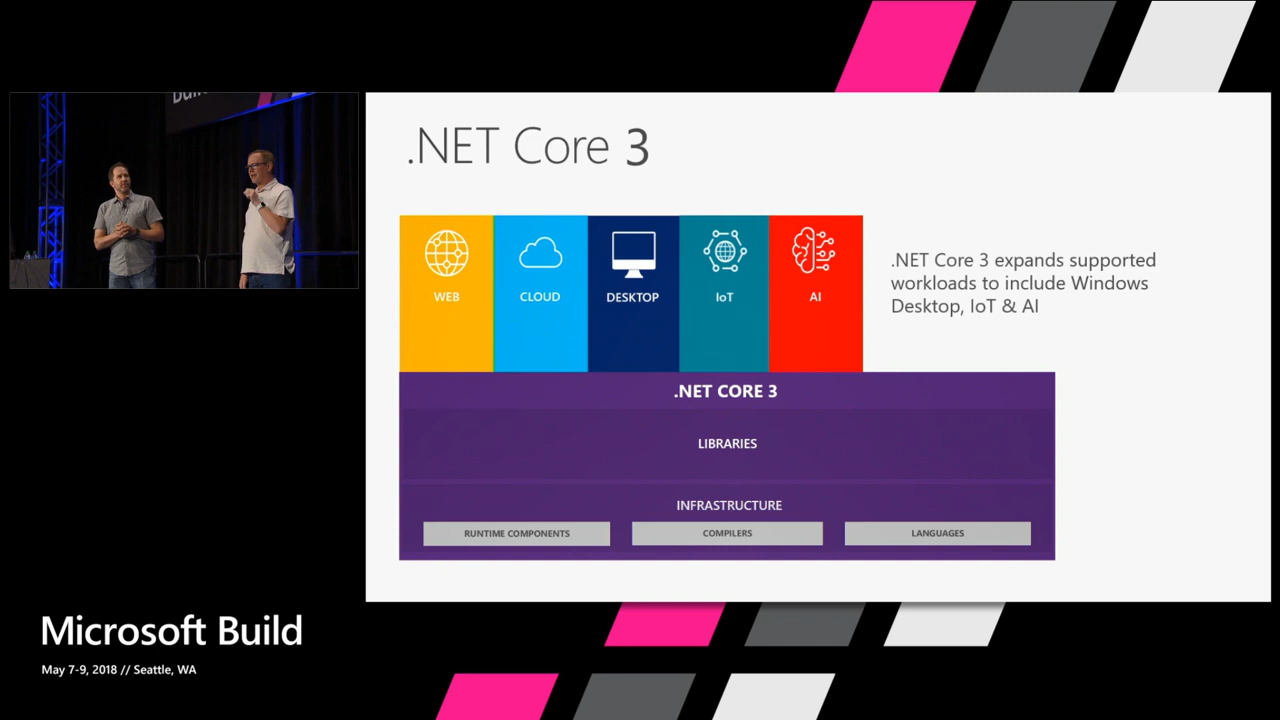 .NET Core 3
WEB
CLOUD
DESKTOP
IoT
AI
.NET Core 3 expands supported
workloads to include Windows
Desktop, IoT & AI
.NET CORE 3
LIBRARIES
INFRASTRUCTURE
RUNTIME COMPONENTS
COMPILERS
LANGUAGES
Microsoft Build
May 7-9, 2018 // Seattle, WA